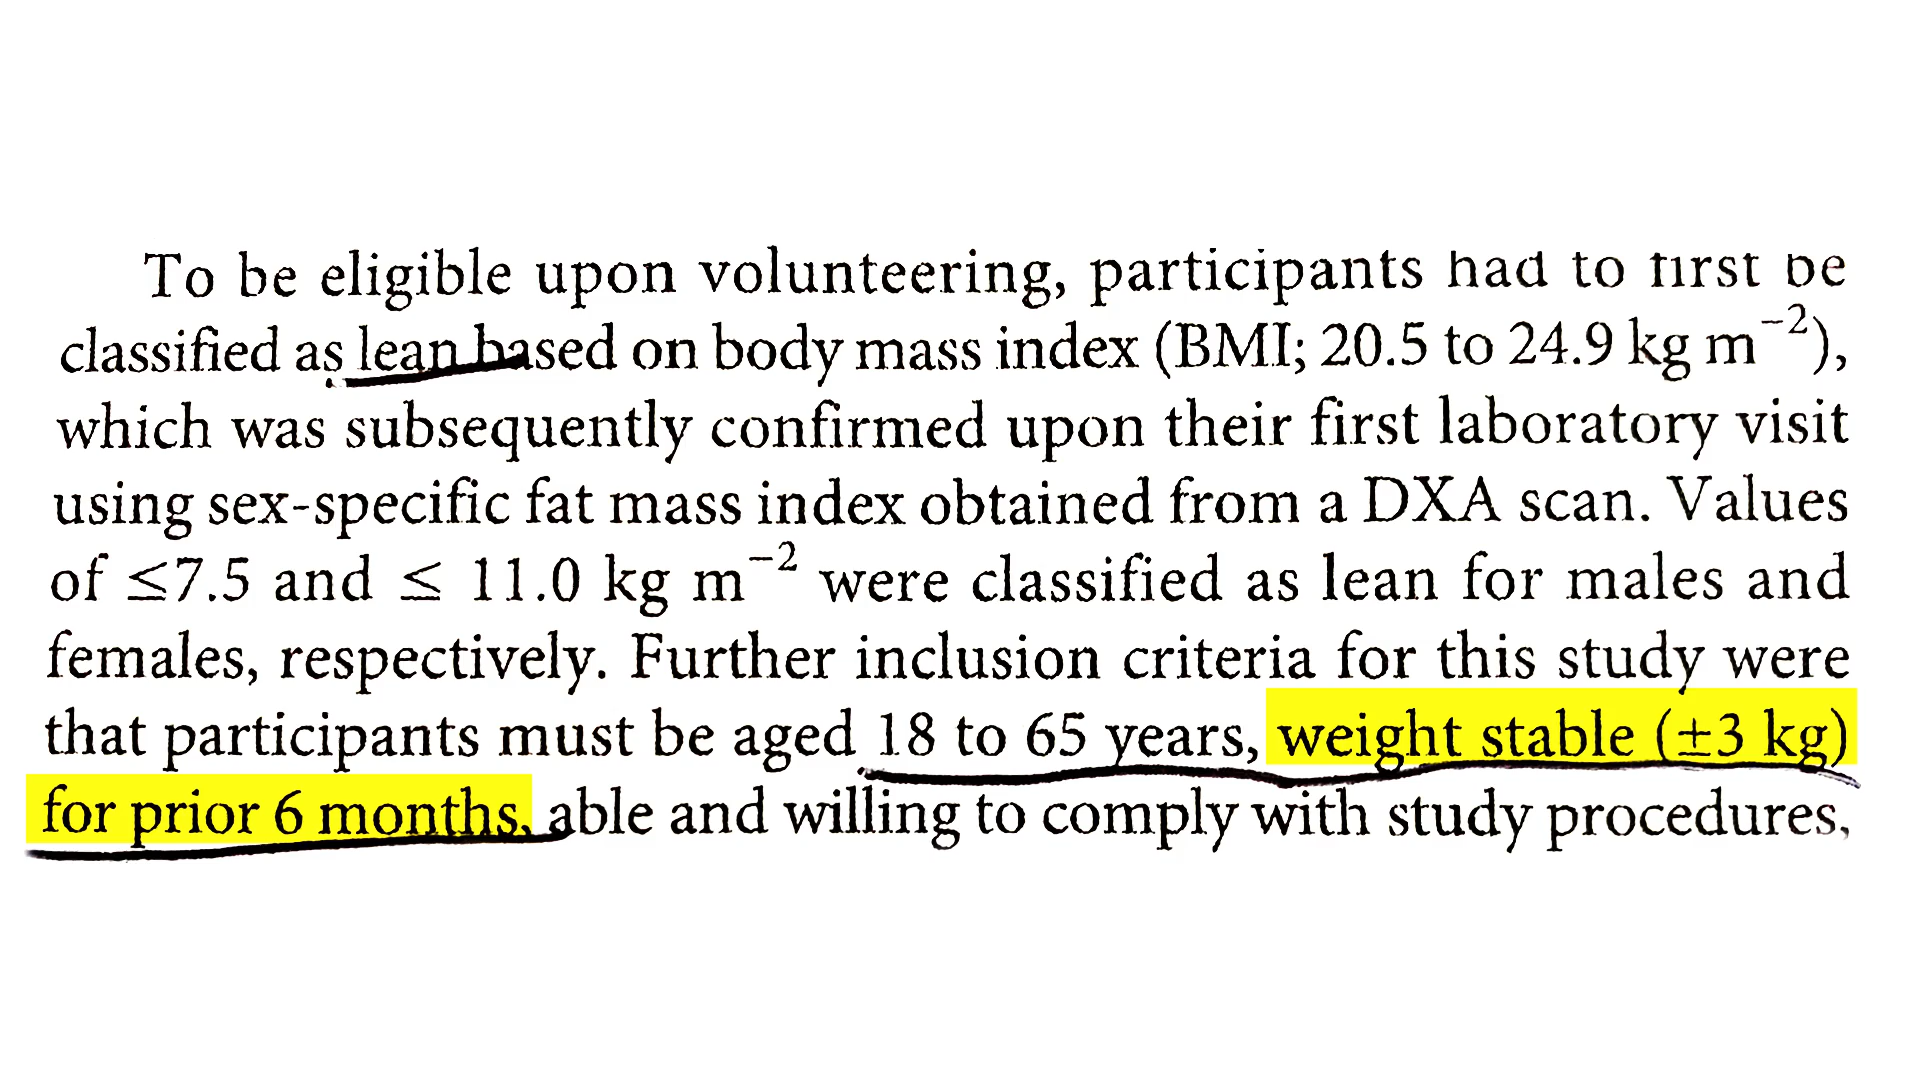 To be eligible upon volunteering, participants had to first be
classified as lean based on body mass index (BMI; 20.5 to 24.9 kg m⁻²),
which was subsequently confirmed upon their first laboratory visit
using sex-specific fat mass index obtained from a DXA scan. Values
of ≤7.5 and ≤ 11.0 kg m⁻² were classified as lean for males and
females, respectively. Further inclusion criteria for this study were
that participants must be aged 18 to 65 years, weight stable (±3 kg)
for prior 6 months, able and willing to comply with study procedures,